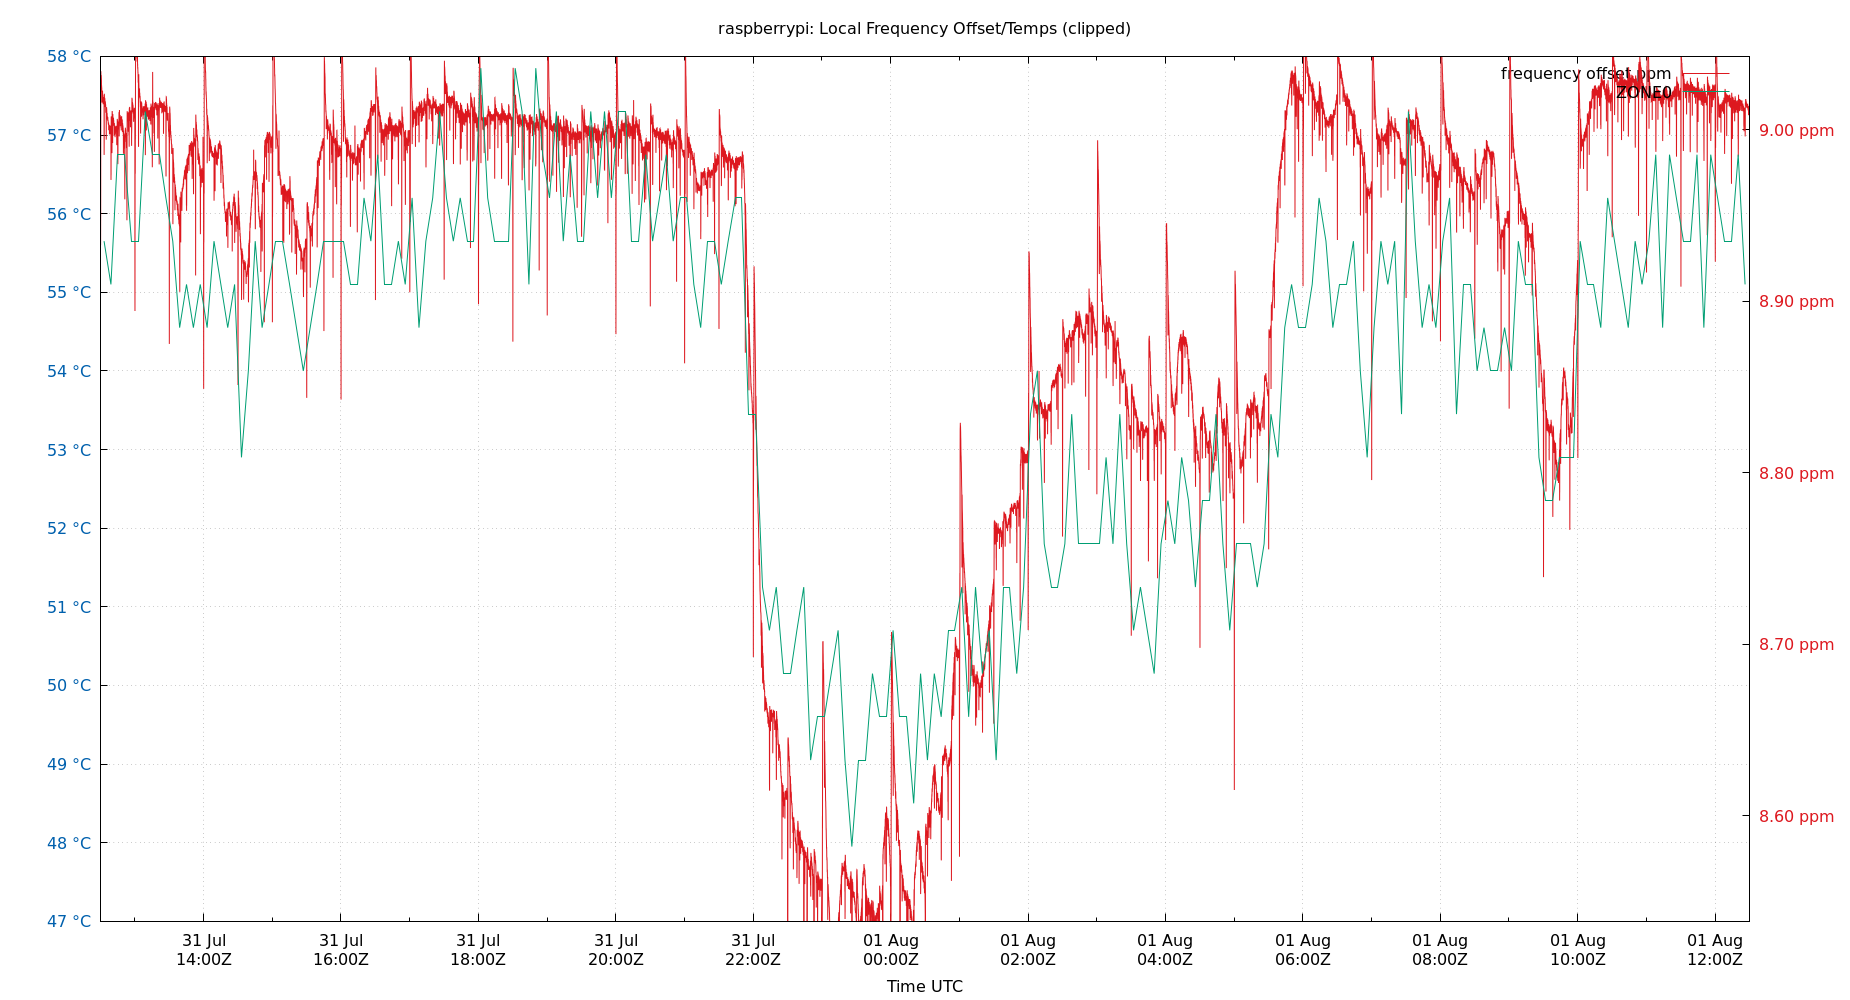 raspberrypi: Local Frequency Offset/Temps (clipped)
58 °C
57 °C
56 °C
55 °C
54 °C
53 °C
52 °C
51 °C
50 °C
49 °C
48 °C
47 °C
frequency offset ppm
ZONE0
9.00 ppm
8.90 ppm
8.80 ppm
8.70 ppm
8.60 ppm
31 Jul 31 Jul 31 Jul 31 Jul 31 Jul 01 Aug 01 Aug 01 Aug 01 Aug 01 Aug 01 Aug 01 Aug
14:00Z 16:00Z 18:00Z 20:00Z 22:00Z 00:00Z 02:00Z 04:00Z 06:00Z 08:00Z 10:00Z 12:00Z
Time UTC